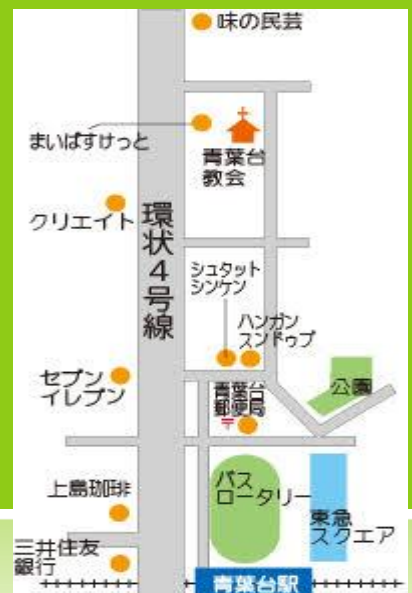 味の民芸
まいばすけっと
青葉台
教会
クリエイト
環状4号線
シュタット
シンケン
ハンガン
スンドゥブ
セブン
イレブン
公園
青葉台
郵便局
〒
上島珈琲
バス
ロータリー
東急
スクエア
三井住友
銀行
青葉台駅